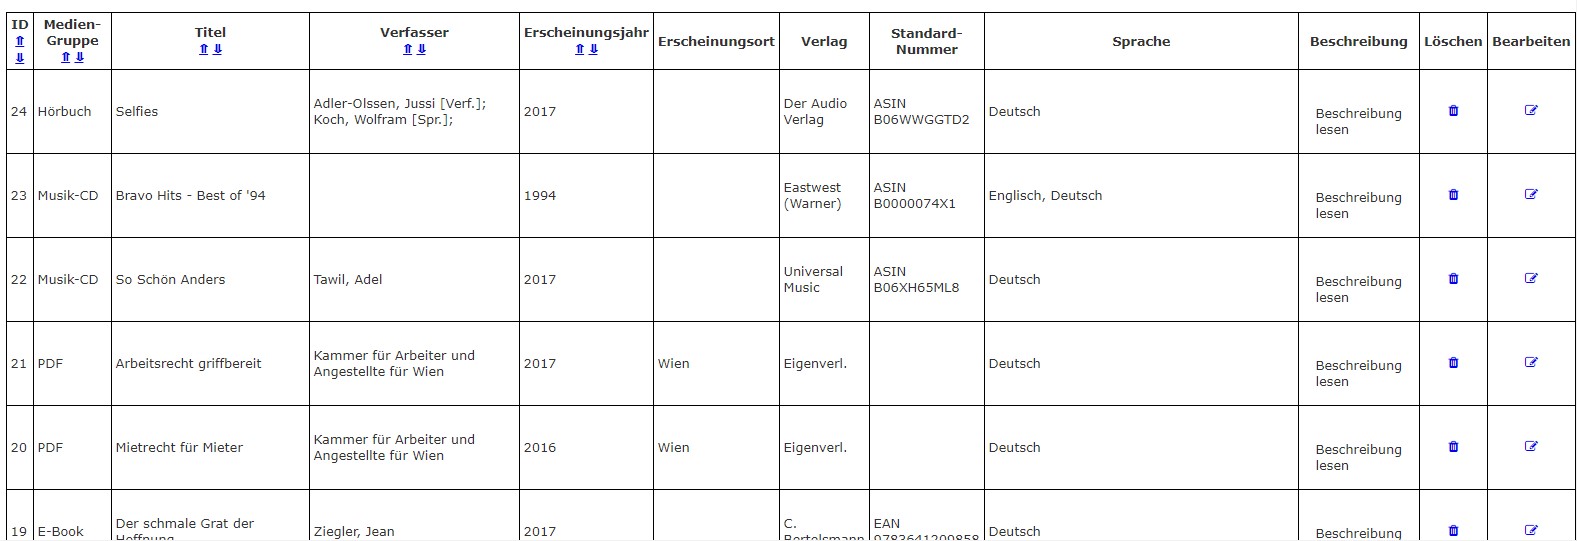 ID Medien-Gruppe Titel Verfasser Erscheinungsjahr Erscheinungsort Verlag Standard-Nummer Sprache Beschreibung Löschen Bearbeiten
⇑ ⇓ ⇑ ⇓ ⇑ ⇓ ⇑ ⇓ ⇑ ⇓
24 Hörbuch Selfies Adler-Olssen, Jussi [Verf.]; Koch, Wolfram [Spr.]; 2017 Der Audio Verlag ASIN B06WWGGTD2 Deutsch Beschreibung lesen
23 Musik-CD Bravo Hits - Best of '94 1994 Eastwest (Warner) ASIN B0000074X1 Englisch, Deutsch Beschreibung lesen
22 Musik-CD So Schön Anders Tawil, Adel 2017 Universal Music ASIN B06XH65ML8 Deutsch Beschreibung lesen
21 PDF Arbeitsrecht griffbereit Kammer für Arbeiter und Angestellte für Wien 2017 Wien Eigenverl. Deutsch Beschreibung lesen
20 PDF Mietrecht für Mieter Kammer für Arbeiter und Angestellte für Wien 2016 Wien Eigenverl. Deutsch Beschreibung lesen
19 E-Book Der schmale Grat der Hoffnung Ziegler, Jean 2017 C. Bertelsmann EAN 9783641209858 Deutsch Beschreibung